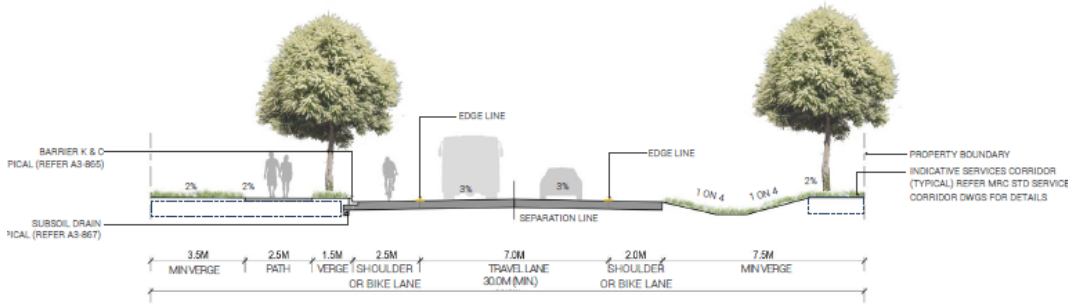 EDGE LINE
BARRIER K & C
PICAL (REFER A3-865)
EDGE LINE
PROPERTY BOUNDARY
INDICATIVE SERVICES CORRIDOR
(TYPICAL) REFER MRC STD SERVICE
CORRIDOR DWGS FOR DETAILS
2%
2%
3%
3%
1 ON 4
1 ON 4
2%
SEPARATION LINE
SUBSOIL DRAIN
PICAL (REFER A3-867)
3.5M
2.5M
1.5M
2.5M
7.0M
2.0M
7.5M
MIN VERGE
PATH
VERGE
SHOULDER
OR BIKE LANE
TRAVEL LANE
30.0M (MIN.)
SHOULDER
OR BIKE LANE
MIN VERGE